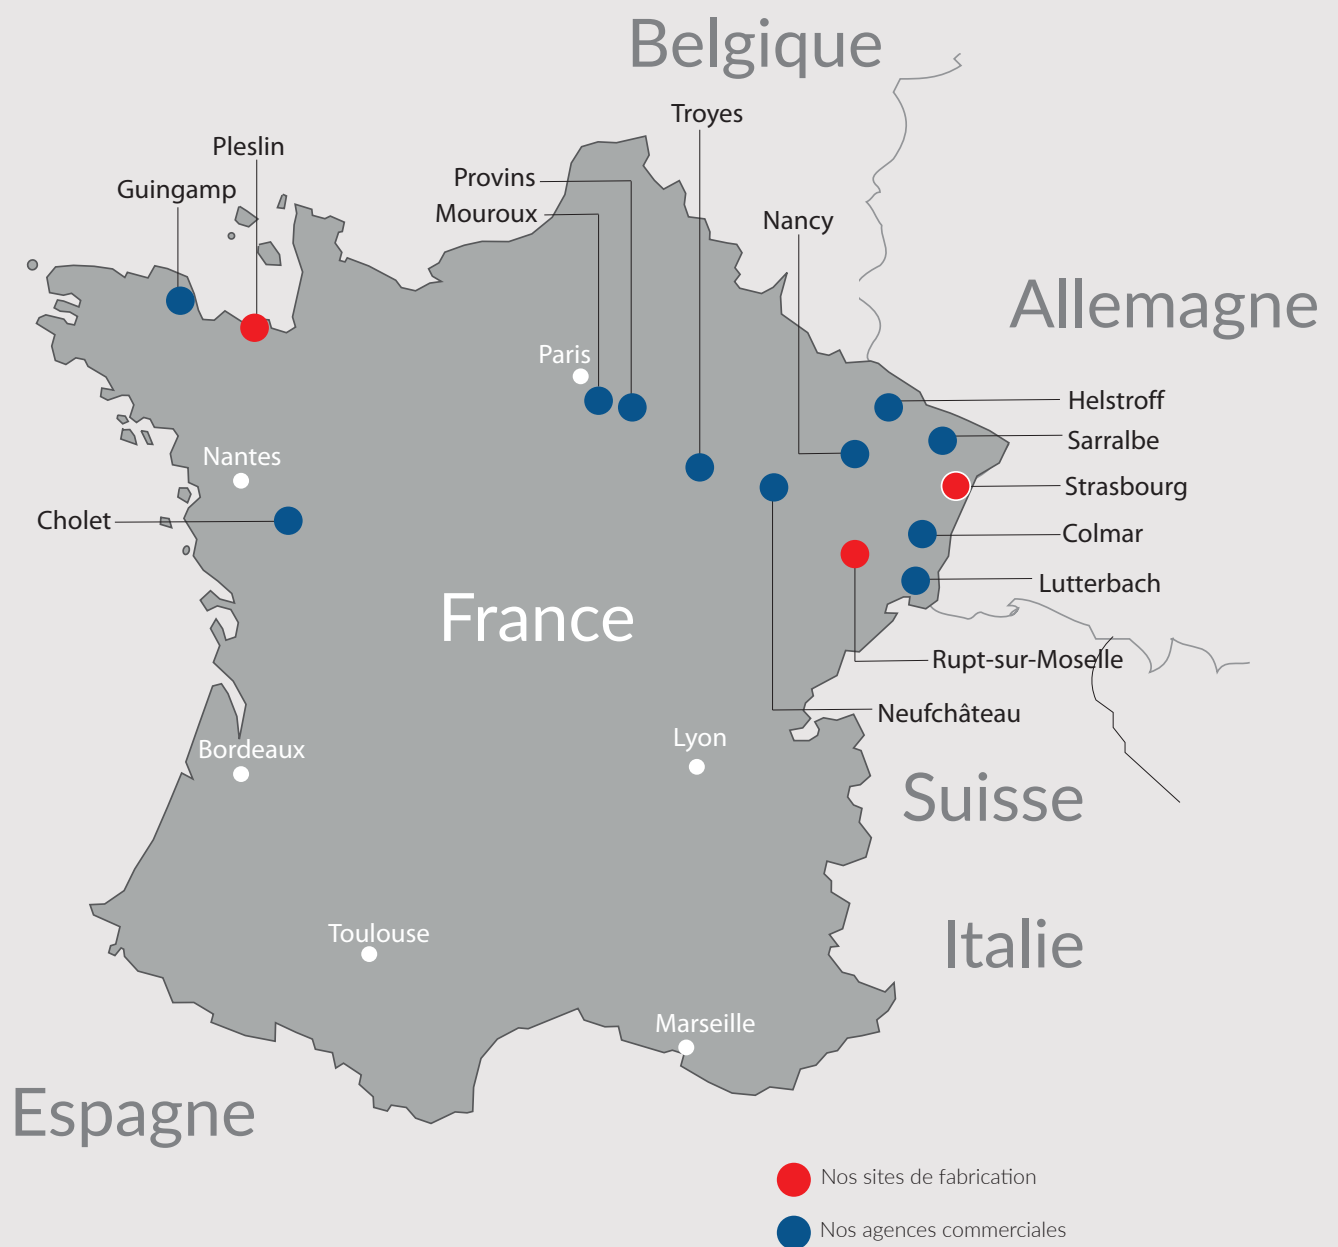 Belgique
Troyes
Pleslin
Provins
Guingamp
Mouroux
Nancy
Allemagne
Paris
Helstroff
Sarralbe
Nantes
Strasbourg
Cholet
Colmar
Lutterbach
France
Rupt-sur-Moselle
Neufchâteau
Lyon
Bordeaux
Suisse
Toulouse
Italie
Marseille
Espagne
Nos sites de fabrication
Nos agences commerciales